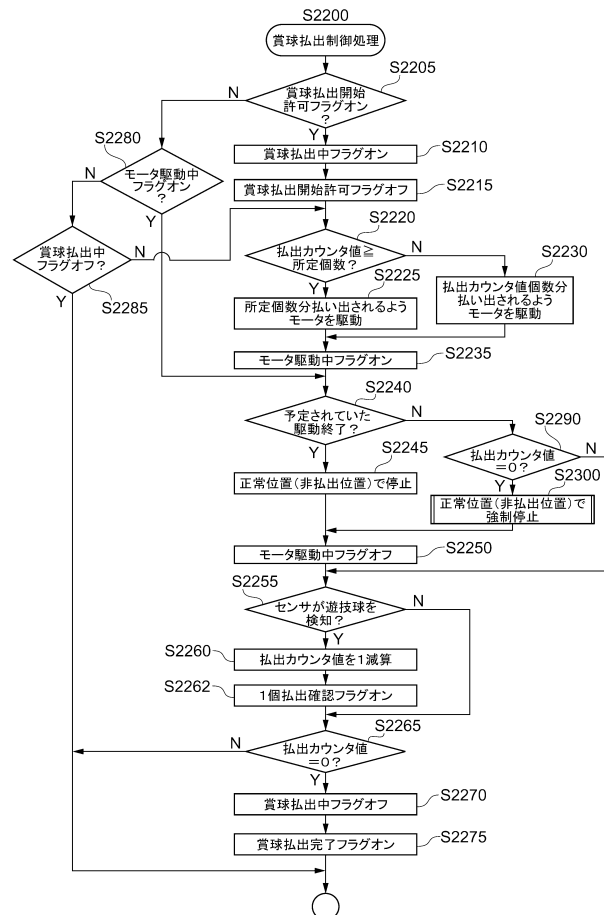 S2200
賞球払出制御処理
S2205
賞球払出開始
許可フラグオン
?
N
Y
S2210
賞球払出中フラグオン
S2215
賞球払出開始許可フラグオフ
S2280
モータ駆動中
フラグオン
?
N
Y
賞球払出中
フラグオフ?
N
Y
S2285
S2220
払出カウンタ値≧
所定個数?
N
Y
S2225
所定個数分払い出されるよう
モータを駆動
S2230
払出カウンタ値個数分
払い出されるよう
モータを駆動
モータ駆動中フラグオン
S2235
S2240
予定されていた
駆動終了?
N
Y
S2245
正常位置(非払出位置)で停止
S2290
払出カウンタ値
=0?
N
Y
S2300
正常位置(非払出位置)で
強制停止
モータ駆動中フラグオフ
S2250
S2255
センサが遊技球を
検知?
N
Y
S2260
払出カウンタ値を1減算
S2262
1個払出確認フラグオン
S2265
払出カウンタ値
=0?
N
Y
賞球払出中フラグオフ
S2270
賞球払出完了フラグオン
S2275